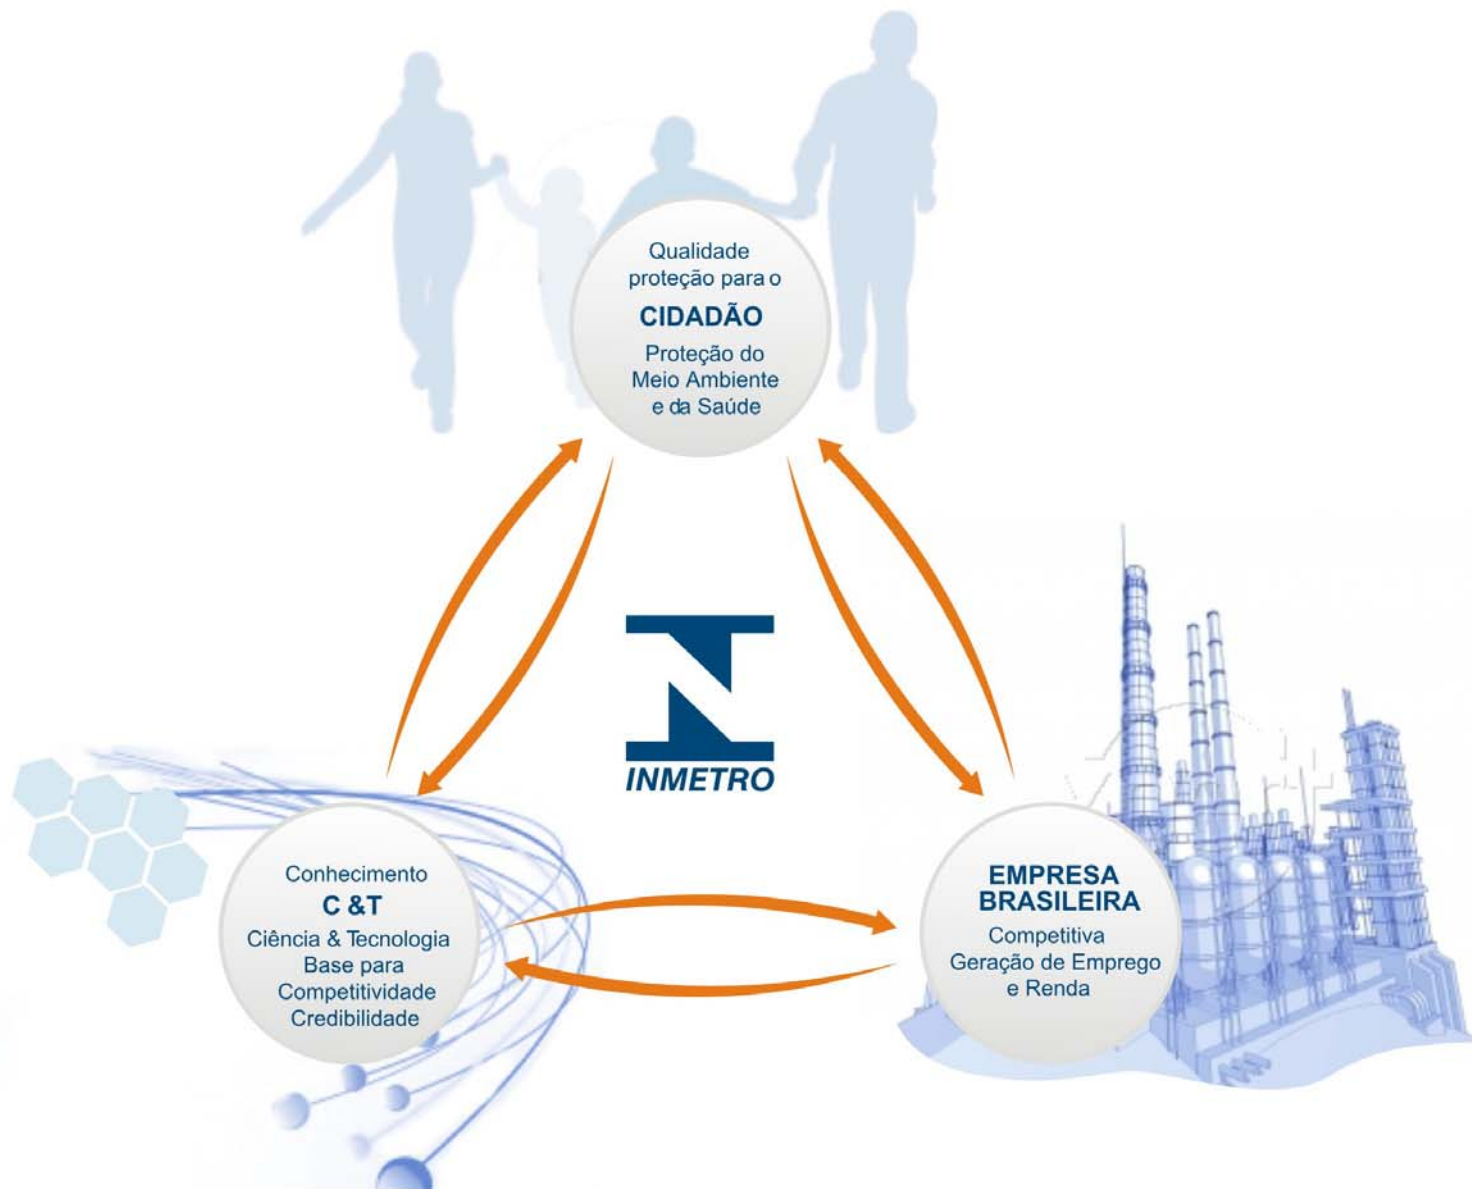 Qualidade
proteção para o
CIDADÃO
Proteção do
Meio Ambiente
e da Saúde
INMETRO
Conhecimento
C &T
Ciência & Tecnologia
Base para
Competitividade
Credibilidade
EMPRESA
BRASILEIRA
Competitiva
Geração de Emprego
e Renda